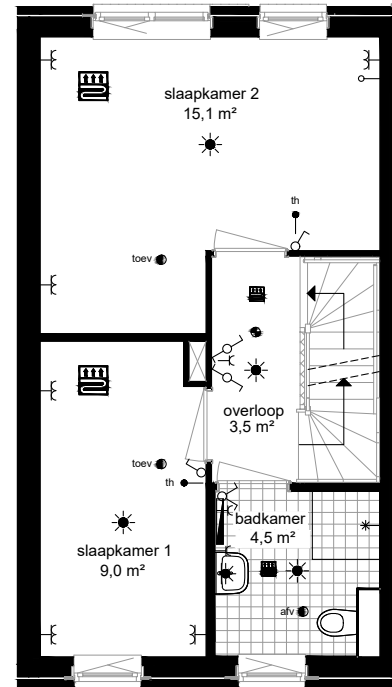 slaapkamer 2
15,1 m²
th
toev
overloop
3,5 m²
toev
th
badkamer
4,5 m²
slaapkamer 1
9,0 m²
afv